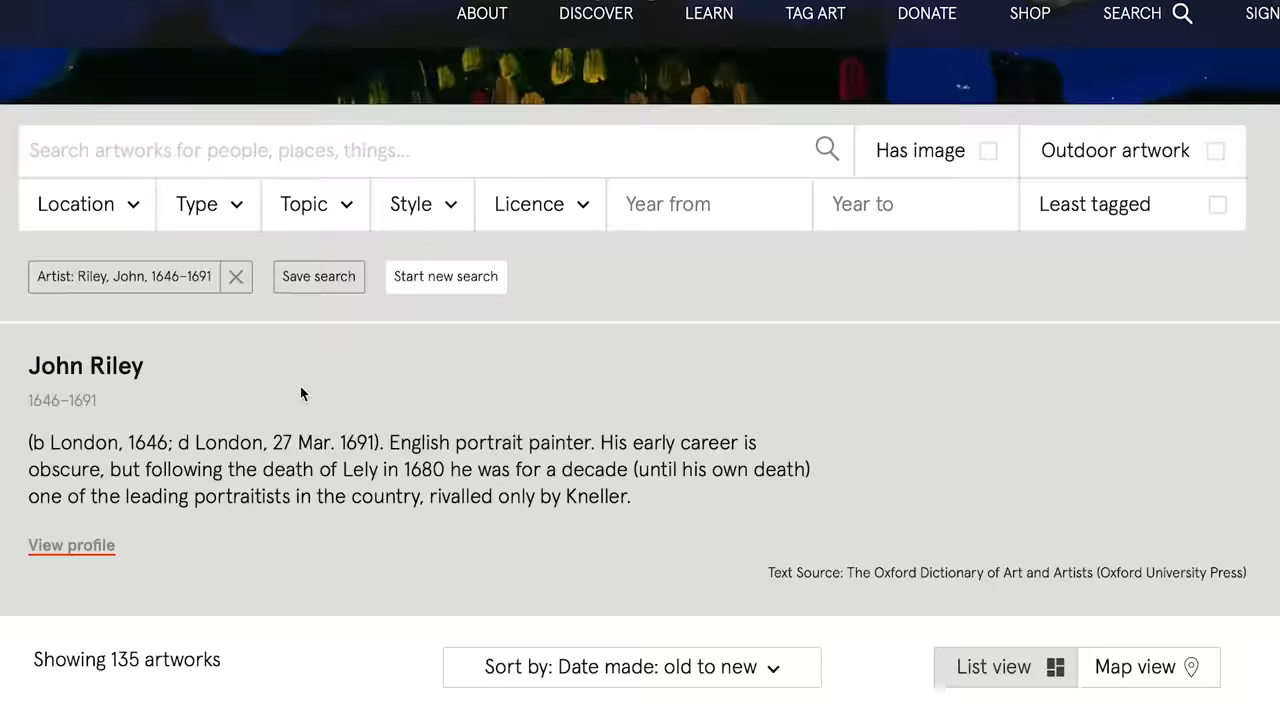 ABOUT DISCOVER LEARN TAG ART DONATE SHOP SEARCH SIGN
Search artworks for people, places, things...
Has image
Outdoor artwork
Location Type Topic Style Licence Year from Year to Least tagged
Artist: Riley, John, 1646–1691
Save search
Start new search
John Riley
1646–1691
(b London, 1646; d London, 27 Mar. 1691). English portrait painter. His early career is
obscure, but following the death of Lely in 1680 he was for a decade (until his own death)
one of the leading portraitists in the country, rivalled only by Kneller.
View profile
Text Source: The Oxford Dictionary of Art and Artists (Oxford University Press)
Showing 135 artworks
Sort by: Date made: old to new
List view
Map view